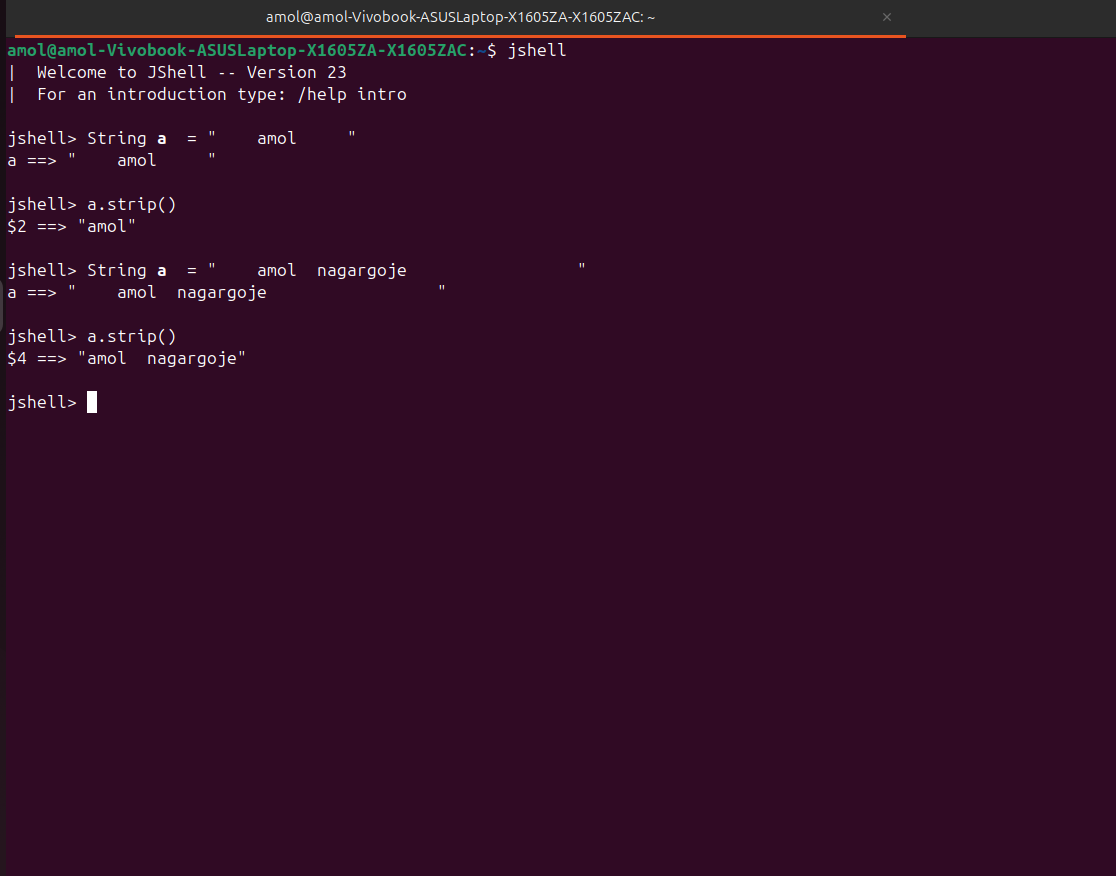 amol@amol-Vivobook-ASUSLaptop-X1605ZA-X1605ZAC: ~ ×
amol@amol-Vivobook-ASUSLaptop-X1605ZA-X1605ZAC:~$ jshell
|  Welcome to JShell -- Version 23
|  For an introduction type: /help intro
jshell> String a  = "    amol     "
a ==> "    amol     "
jshell> a.strip()
$2 ==> "amol"
jshell> String a  = "    amol  nagargoje                 "
a ==> "    amol  nagargoje                 "
jshell> a.strip()
$4 ==> "amol  nagargoje"
jshell>